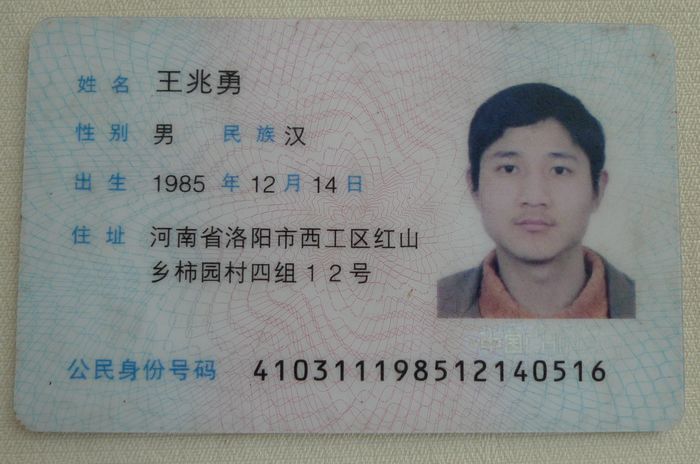 姓名 王兆勇
性别 男 民族 汉
出生 1985 年 12 月 14 日
住址 河南省洛阳市西工区红山
乡柿园村四组12号
公民身份号码 410311198512140516